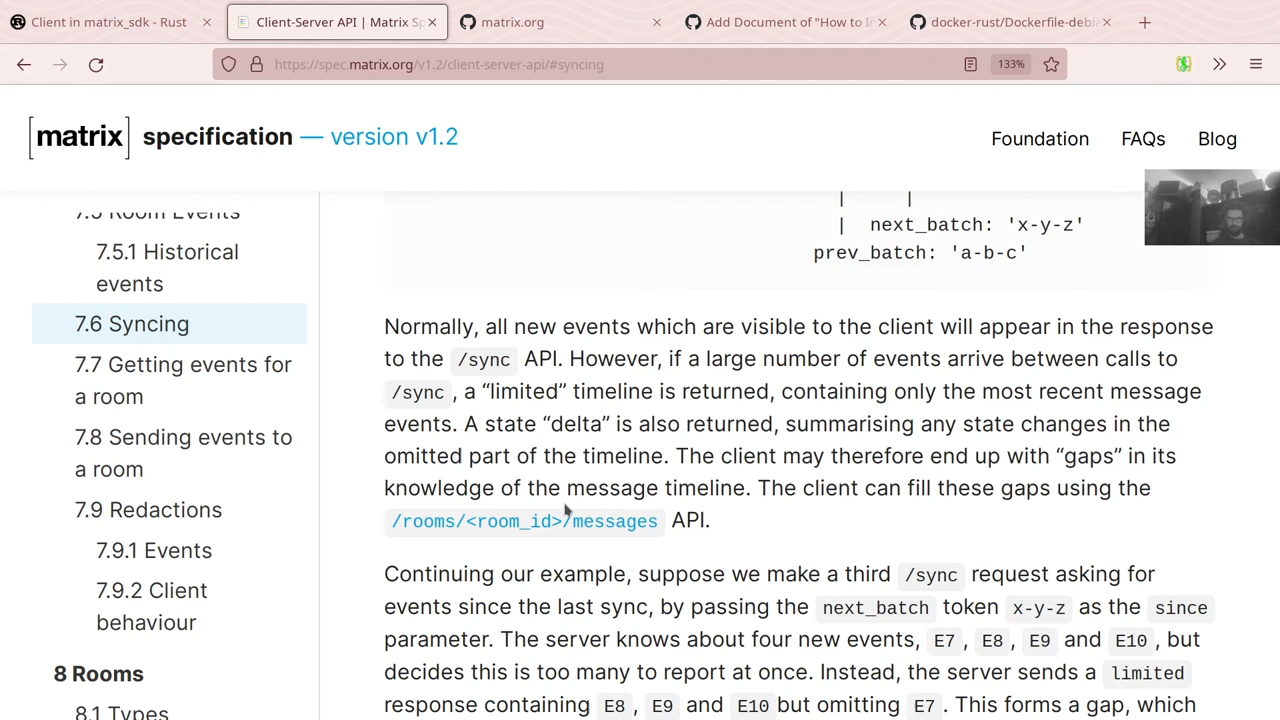 Client in matrix_sdk - Rust
Client-Server API | Matrix Sp
matrix.org
Add Document of "How to In
docker-rust/Dockerfile-debi
https://spec.matrix.org/v1.2/client-server-api/#syncing
133%
[matrix] specification — version v1.2
Foundation
FAQs
Blog
7.5 Room Events
7.5.1 Historical
events
7.6 Syncing
7.7 Getting events for
a room
7.8 Sending events to
a room
7.9 Redactions
7.9.1 Events
7.9.2 Client
behaviour
8 Rooms
8.1 Types
| |
| next_batch: 'x-y-z'
prev_batch: 'a-b-c'
Normally, all new events which are visible to the client will appear in the response
to the /sync API. However, if a large number of events arrive between calls to
/sync, a “limited” timeline is returned, containing only the most recent message
events. A state “delta” is also returned, summarising any state changes in the
omitted part of the timeline. The client may therefore end up with “gaps” in its
knowledge of the message timeline. The client can fill these gaps using the
/rooms/<room_id>/messages API.
Continuing our example, suppose we make a third /sync request asking for
events since the last sync, by passing the next_batch token x-y-z as the since
parameter. The server knows about four new events, E7, E8, E9 and E10, but
decides this is too many to report at once. Instead, the server sends a limited
response containing E8, E9 and E10 but omitting E7. This forms a gap, which